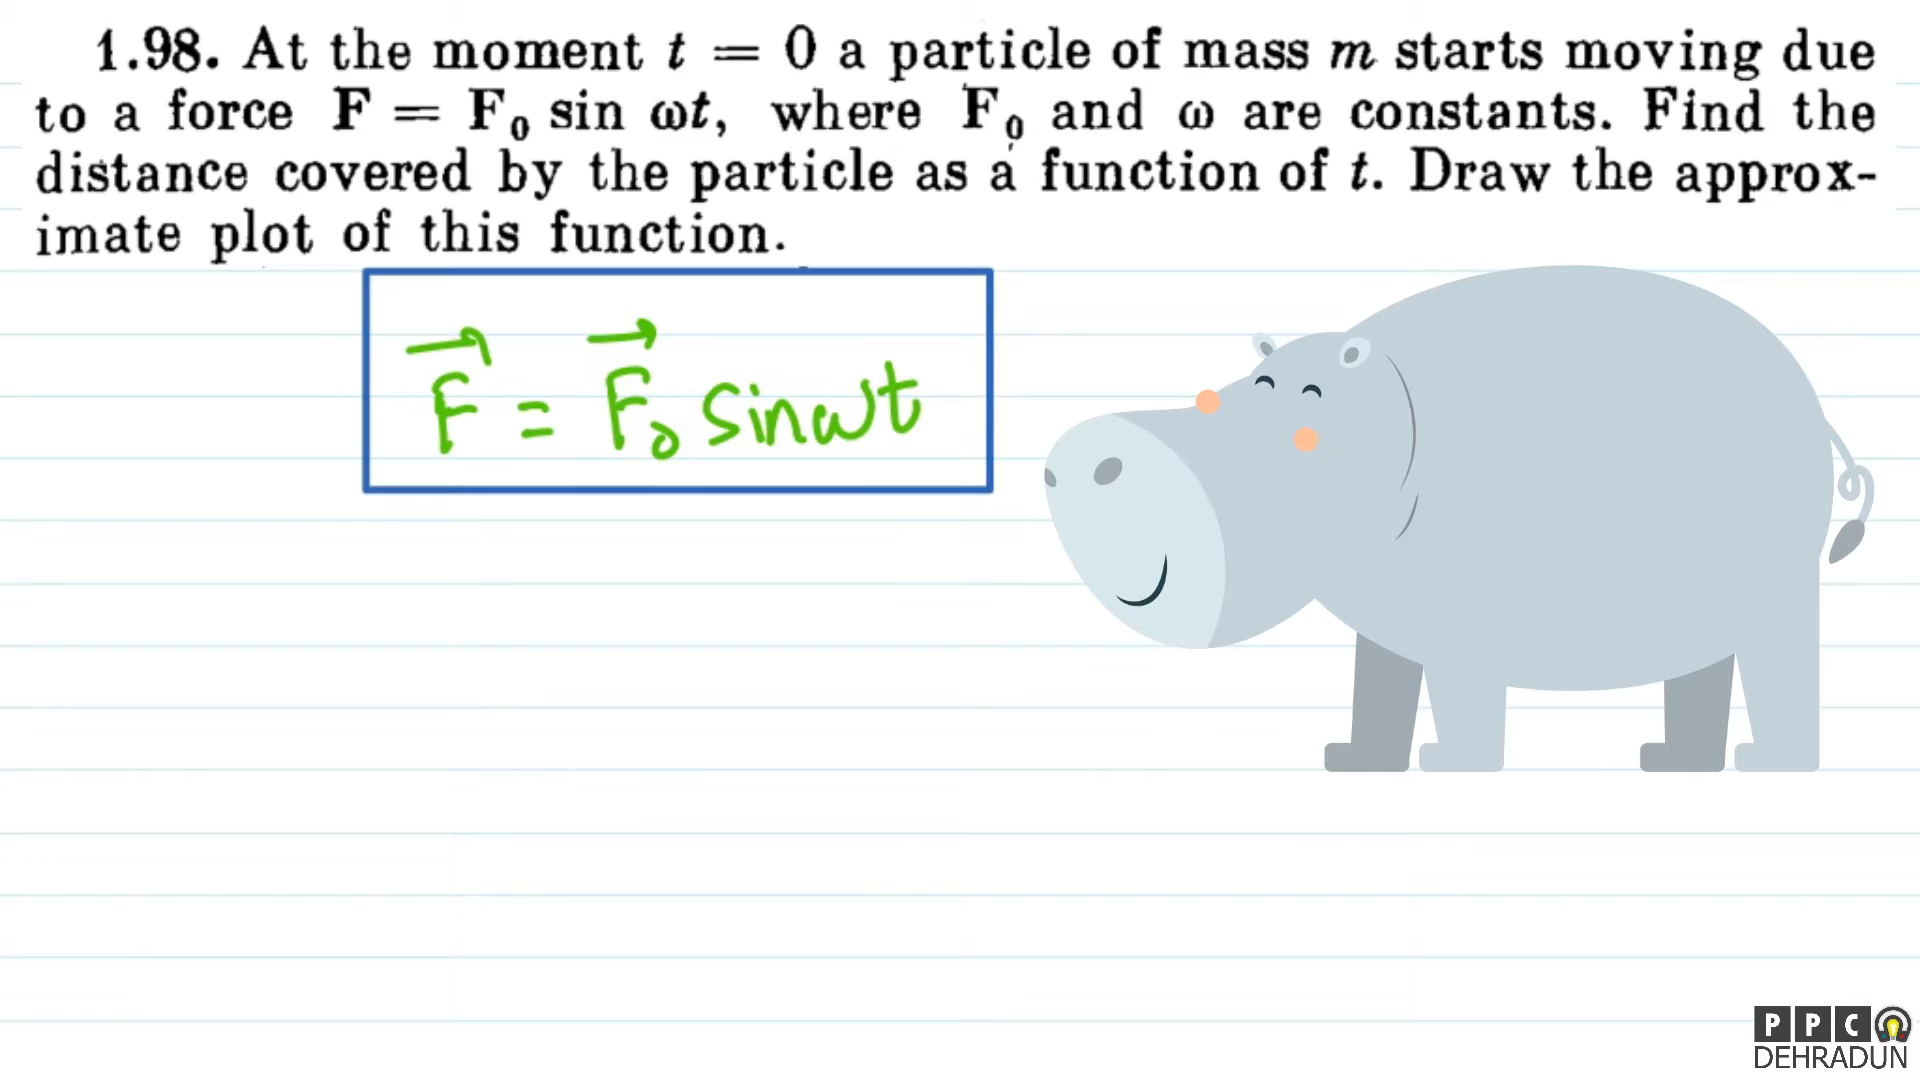 1.98. At the moment t = 0 a particle of mass m starts moving due
to a force F = F₀ sin ωt, where F₀ and ω are constants. Find the
distance covered by the particle as a function of t. Draw the approx-
imate plot of this function.
F⃗ = F⃗₀ sinωt
PPC
DEHRADUN